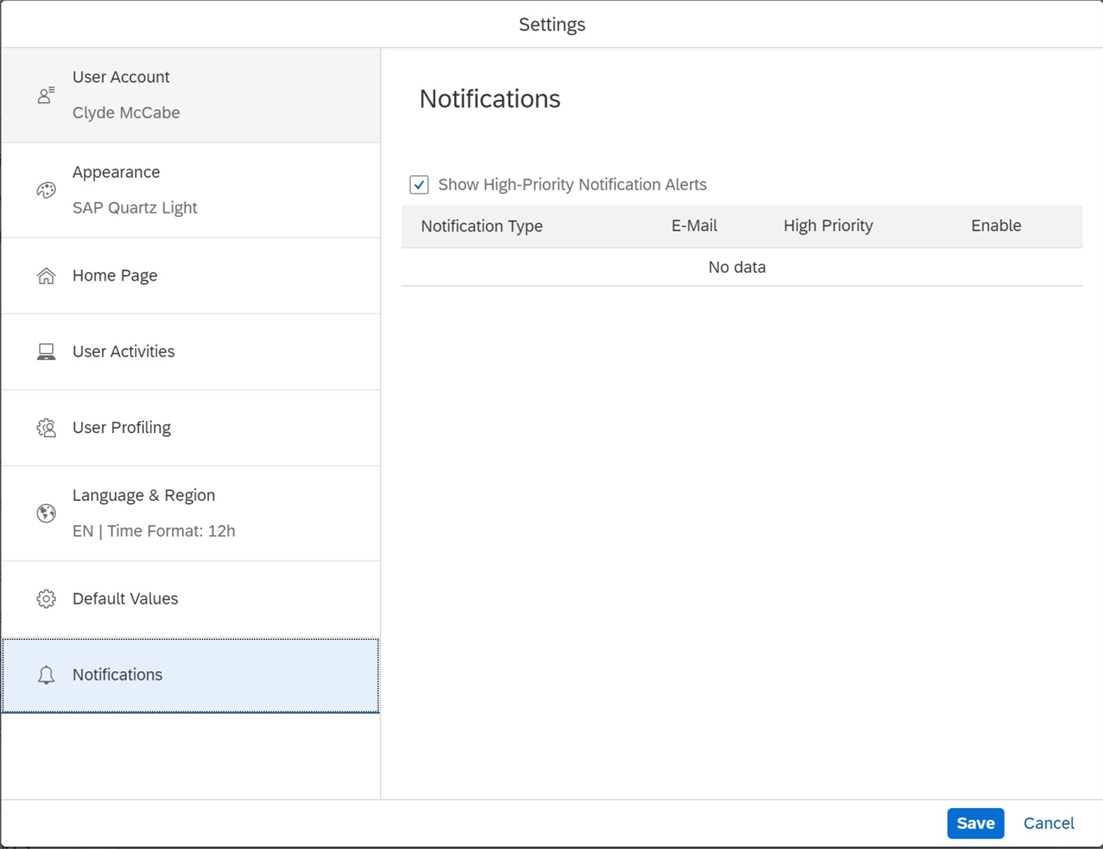 Settings
User Account
Clyde McCabe
Appearance
SAP Quartz Light
Home Page
User Activities
User Profiling
Language & Region
EN | Time Format: 12h
Default Values
Notifications
Notifications
Show High-Priority Notification Alerts
Notification Type E-Mail High Priority Enable
No data
Save Cancel